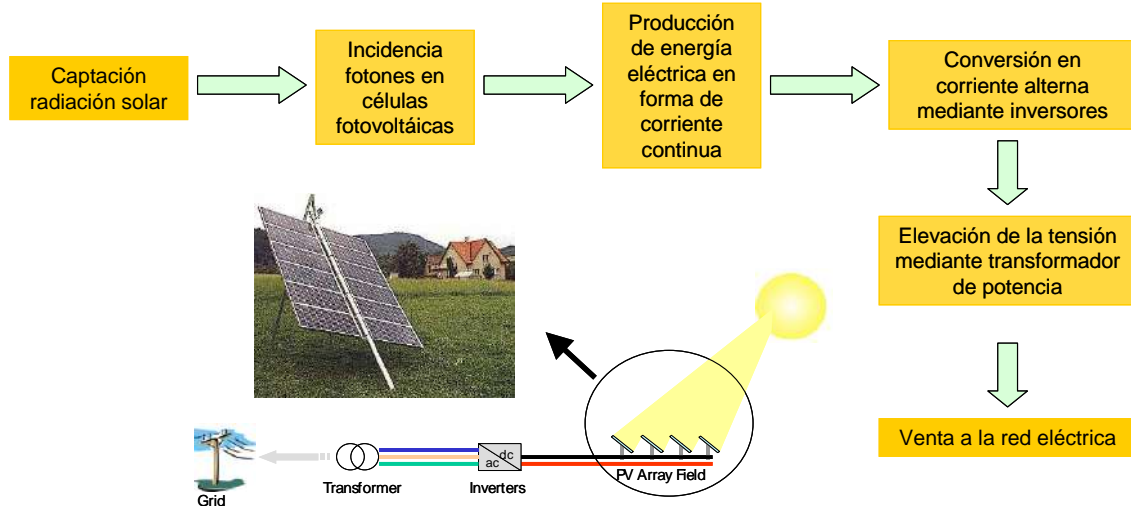 Captación
radiación solar
Incidencia
fotones en
células
fotovoltáicas
Producción
de energía
eléctrica en
forma de
corriente
continua
Conversión en
corriente alterna
mediante inversores
Elevación de la tensión
mediante transformador
de potencia
Venta a la red eléctrica
Grid
Transformer
ac
dc
Inverters
PV Array Field